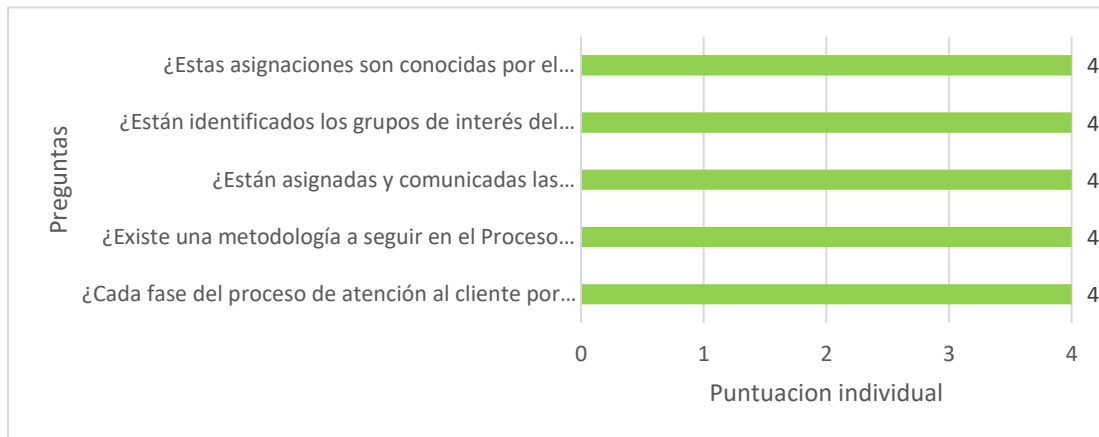 Preguntas
¿Estas asignaciones son conocidas por el... 4
¿Están identificados los grupos de interés del... 4
¿Están asignadas y comunicadas las... 4
¿Existe una metodología a seguir en el Proceso... 4
¿Cada fase del proceso de atención al cliente por... 4
0 1 2 3 4
Puntuacion individual